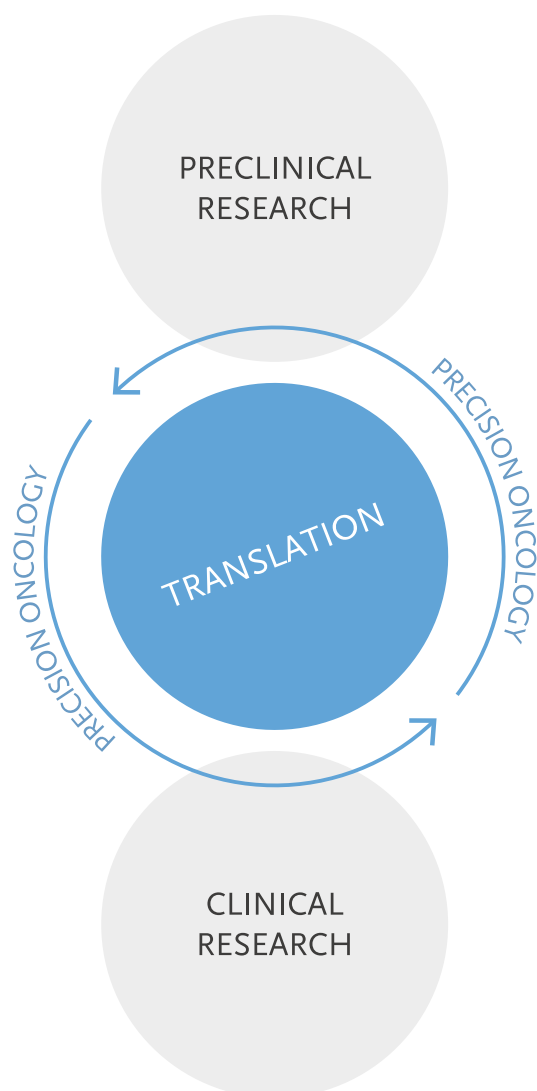 PRECLINICAL
RESEARCH
PRECISION ONCOLOGY
TRANSLATION
PRECISION ONCOLOGY
CLINICAL
RESEARCH